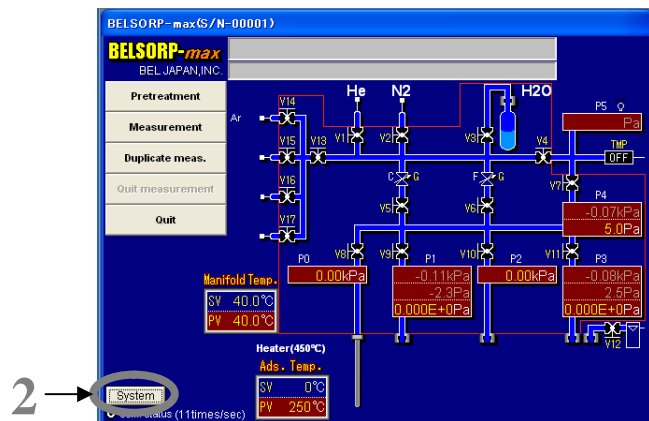 BELSORP-max(S/N-00001)
BELSORP-max
BEL JAPAN,INC.
Pretreatment
Measurement
Duplicate meas.
Quit measurement
Quit
He N2 H2O
Ar
V14
V15 V13
V16
V17
V1 V2 V3 V4
P5
Pa
TMP
OFF
C G F G
V7
V5 V6
P4
-0.07kPa
5.0Pa
V8 V9 V10 V11
P0
0.00kPa
P1
-0.11kPa
-2.3Pa
0.000E+0Pa
P2
0.00kPa
P3
-0.08kPa
2.5Pa
0.000E+0Pa
V12
Manifold Temp.
SV 40.0℃
PV 40.0℃
Heater(450℃)
Ads. Temp.
SV 0℃
PV 250℃
2
System
status (11times/sec)